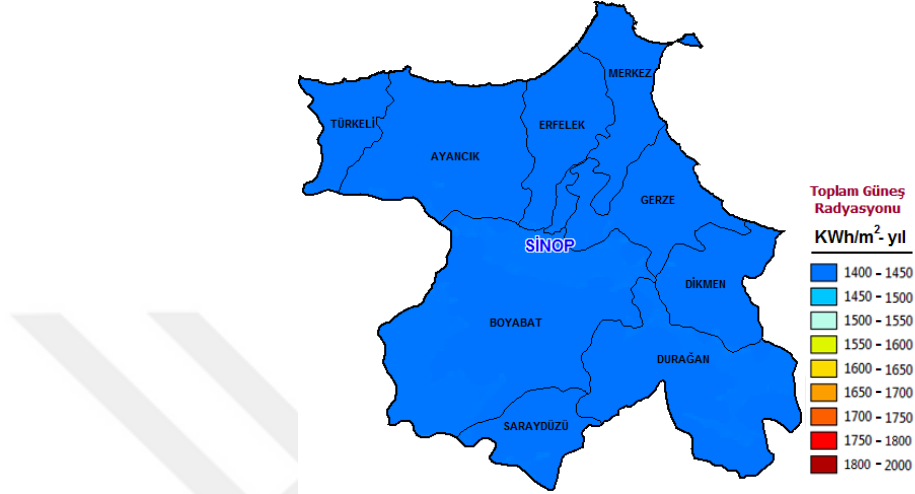 MERKEZ
TÜRKELİ
ERFELEK
AYANCIK
GERZE
SİNOP
DİKMEN
BOYABAT
DURAĞAN
SARAYDÜZÜ
Toplam Güneş
Radyasyonu
KWh/m²- yıl
1400 - 1450
1450 - 1500
1500 - 1550
1550 - 1600
1600 - 1650
1650 - 1700
1700 - 1750
1750 - 1800
1800 - 2000